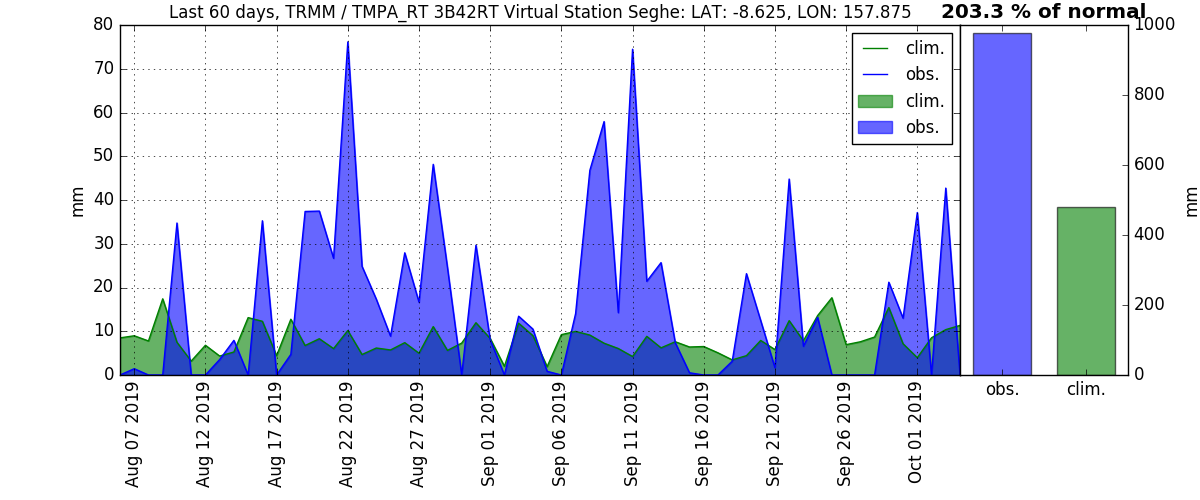 Last 60 days, TRMM / TMPA_RT 3B42RT Virtual Station Seghe: LAT: -8.625, LON: 157.875
203.3 % of normal
80
70
60
50
40
30
20
10
0
mm
clim.
obs.
clim.
obs.
1000
800
600
400
200
0
mm
obs.
clim.
Aug 07 2019
Aug 12 2019
Aug 17 2019
Aug 22 2019
Aug 27 2019
Sep 01 2019
Sep 06 2019
Sep 11 2019
Sep 16 2019
Sep 21 2019
Sep 26 2019
Oct 01 2019